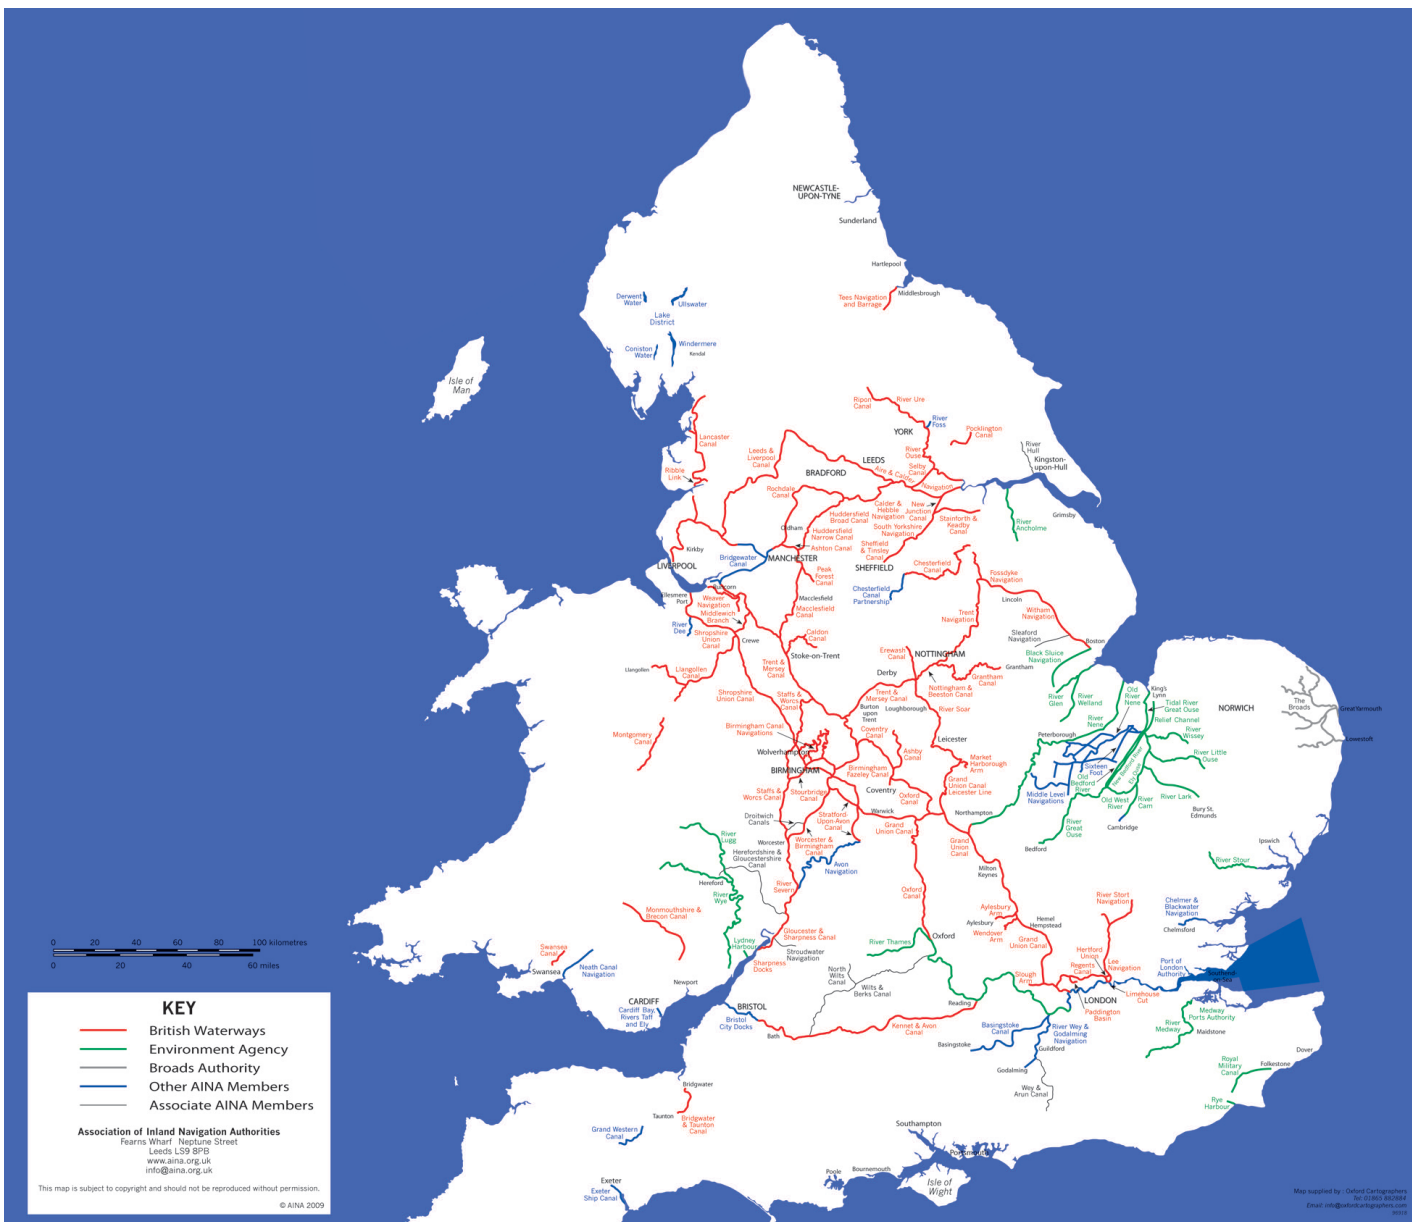 NEWCASTLE-
UPON-TYNE
Sunderland
Hartlepool
Middlesbrough
Tees Navigation
and Barrage
Derwent
Water
Ullswater
Lake
District
Windermere
Coniston
Water
Kendal
Isle of
Man
Ripon
Canal
River Ure
River
Foss
YORK
Pocklington
Canal
Lancaster
Canal
Leeds &
Liverpool
Canal
LEEDS
BRADFORD
River
Ouse
Selby
Canal
Aire & Calder
Navigation
River
Hull
Kingston-
upon-Hull
Ribble
Link
Rochdale
Canal
Huddersfield
Broad Canal
Calder &
Hebble
Navigation
New
Junction
Canal
Stainforth &
Keadby
Canal
River
Ancholme
Grimsby
Oldham
Huddersfield
Narrow Canal
South Yorkshire
Navigation
Ashton Canal
Sheffield
& Tinsley
Canal
Kirkby
Bridgewater
Canal
MANCHESTER
LIVERPOOL
SHEFFIELD
Chesterfield
Canal
Peak
Forest
Canal
Fossdyke
Navigation
Runcorn
Ellesmere
Port
Weaver
Navigation
Middlewich
Branch
Macclesfield
Macclesfield
Canal
Chesterfield
Canal
Partnership
Lincoln
Trent
Navigation
Witham
Navigation
River
Dee
Shropshire
Union
Canal
Crewe
Caldon
Canal
Stoke-on-Trent
Sleaford
Navigation
Boston
Black Sluice
Navigation
Erewash
Canal
NOTTINGHAM
Derby
Grantham
Grantham
Canal
Nottingham &
Beeston Canal
Llangollen
Llangollen
Canal
Trent &
Mersey
Canal
Shropshire
Union Canal
Staffs &
Worcs
Canal
Trent &
Mersey Canal
Burton
upon
Trent
Loughborough
River Soar
River
Glen
River
Welland
Old
River
Nene
King's
Lynn
Tidal River
Great Ouse
Relief Channel
River
Wissey
NORWICH
The
Broads
Great Yarmouth
Lowestoft
River
Nene
Peterborough
Birmingham Canal
Navigations
Montgomery
Canal
Wolverhampton
Coventry
Canal
Ashby
Canal
Leicester
Market
Harborough
Arm
BIRMINGHAM
Birmingham
Fazeley Canal
Grand
Union Canal
Leicester Line
Sixteen
Foot
Old
Bedford
River
New Bedford River
Ely Ouse
River Little
Ouse
River Lark
River
Cam
Old West
River
Middle Level
Navigations
Bury St.
Edmunds
Cambridge
River
Great
Ouse
Bedford
Staffs &
Worcs Canal
Stourbridge
Canal
Coventry
Oxford
Canal
Warwick
Northampton
Stratford-
Upon-Avon
Canal
Droitwich
Canals
Grand
Union Canal
Worcester
Worcester &
Birmingham
Canal
Grand
Union
Canal
Milton
Keynes
Ipswich
River Stour
River
Lugg
Herefordshire &
Gloucestershire
Canal
Avon
Navigation
Hereford
River
Wye
River
Severn
Oxford
Canal
Monmouthshire &
Brecon Canal
Aylesbury
Arm
Aylesbury
Wendover
Arm
Hemel
Hempstead
Grand
Union Canal
River Stort
Navigation
Chelmer &
Blackwater
Navigation
Chelmsford
Gloucester &
Sharpness Canal
Lydney
Harbour
Stroudwater
Navigation
Sharpness
Docks
River Thames
Oxford
Swansea
Canal
Swansea
Neath Canal
Navigation
Newport
CARDIFF
Cardiff Bay,
Rivers Taff
and Ely
North
Wilts
Canal
Wilts &
Berks Canal
Reading
Slough
Arm
Hertford
Union
Regents
Canal
Lee
Navigation
Port of
London
Authority
Southend
on Sea
Limehouse
Cut
LONDON
Paddington
Basin
BRISTOL
Bristol
City Docks
Bath
Kennet & Avon
Canal
Basingstoke
Canal
Basingstoke
River Wey &
Godalming
Navigation
Guildford
Godalming
Wey &
Arun Canal
Medway
Ports Authority
River
Medway
Maidstone
Dover
Folkestone
Royal
Military
Canal
Rye
Harbour
Bridgwater
Taunton
Bridgwater
& Taunton
Canal
Grand Western
Canal
Exeter
Exeter
Ship Canal
Southampton
Portsmouth
Bournemouth
Poole
Isle of
Wight
0 20 40 60 80 100 kilometres
0 20 40 60 miles
KEY
British Waterways
Environment Agency
Broads Authority
Other AINA Members
Associate AINA Members
Association of Inland Navigation Authorities
Fearns Wharf Neptune Street
Leeds LS9 8PB
www.aina.org.uk
info@aina.org.uk
This map is subject to copyright and should not be reproduced without permission.
© AINA 2009
Map supplied by : Oxford Cartographers
Tel: 01865 882884
Email: info@oxfordcartographers.com